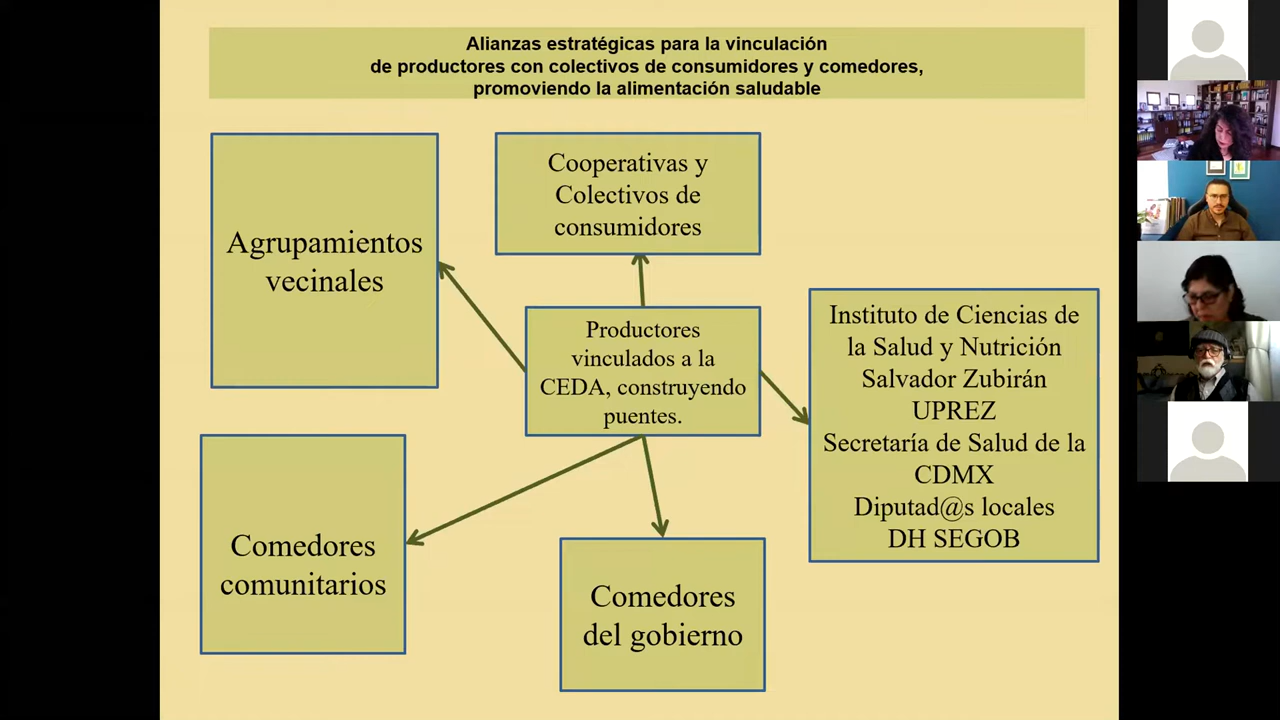 Alianzas estratégicas para la vinculación
de productores con colectivos de consumidores y comedores,
promoviendo la alimentación saludable
Agrupamientos
vecinales
Cooperativas y
Colectivos de
consumidores
Productores
vinculados a la
CEDA, construyendo
puentes.
Instituto de Ciencias de
la Salud y Nutrición
Salvador Zubirán
UPREZ
Secretaría de Salud de la
CDMX
Diputad@s locales
DH SEGOB
Comedores
comunitarios
Comedores
del gobierno